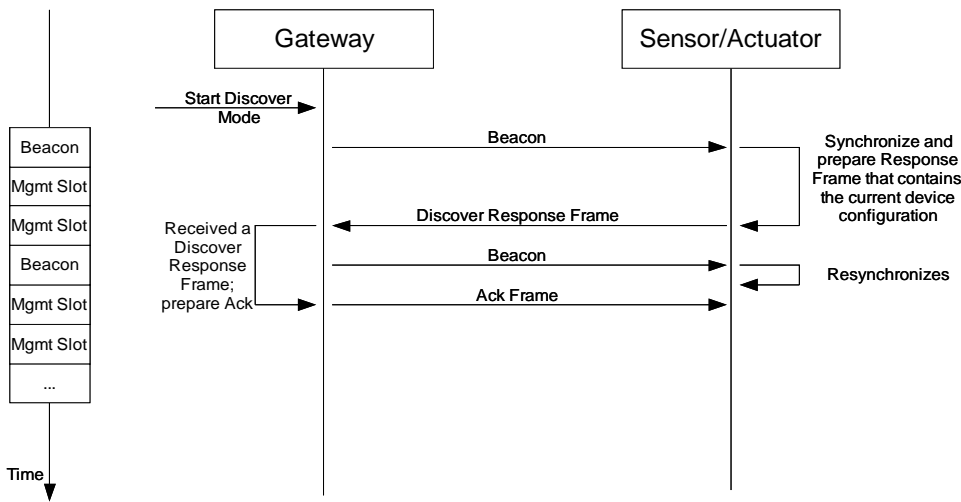 Gateway
Sensor/Actuator
Start Discover
Mode
Beacon
Beacon
Synchronize and
prepare Response
Frame that contains
the current device
configuration
Mgmt Slot
Mgmt Slot
Discover Response Frame
Received a
Discover
Response
Frame;
prepare Ack
Beacon
Beacon
Resynchronizes
Mgmt Slot
Ack Frame
Mgmt Slot
...
Time